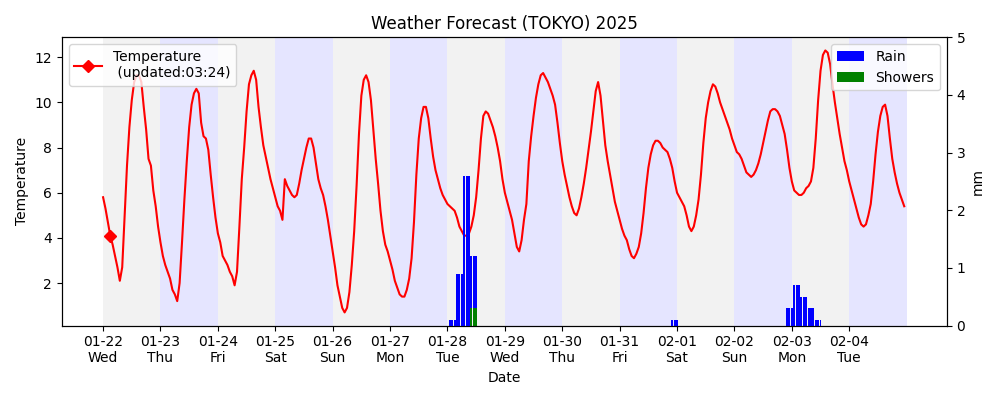 Weather Forecast (TOKYO) 2025
Temperature
(updated:03:24)
Rain
Showers
12
10
8
6
4
2
Temperature
5
4
3
2
1
0
mm
01-22 01-23 01-24 01-25 01-26 01-27 01-28 01-29 01-30 01-31 02-01 02-02 02-03 02-04
Wed Thu Fri Sat Sun Mon Tue Wed Thu Fri Sat Sun Mon Tue
Date